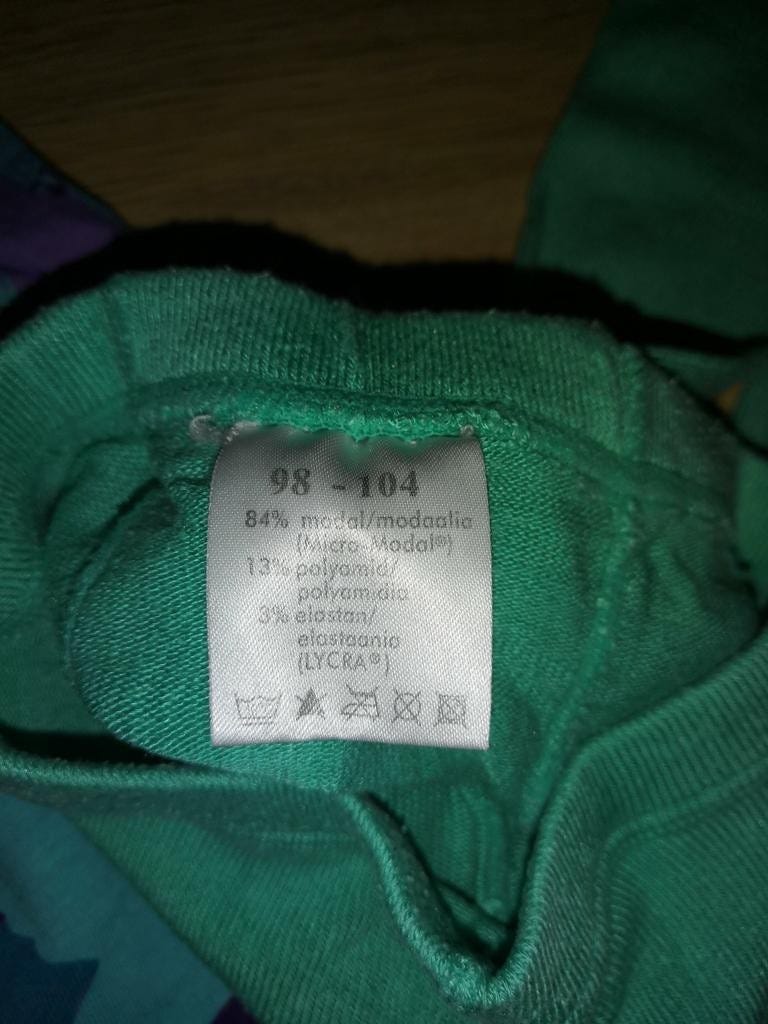 98 - 104
84% modal/modaalia
(Micro-Modal®)
13% polyamid/
polyamidia
3% elastan/
elastaania
(LYCRA®)